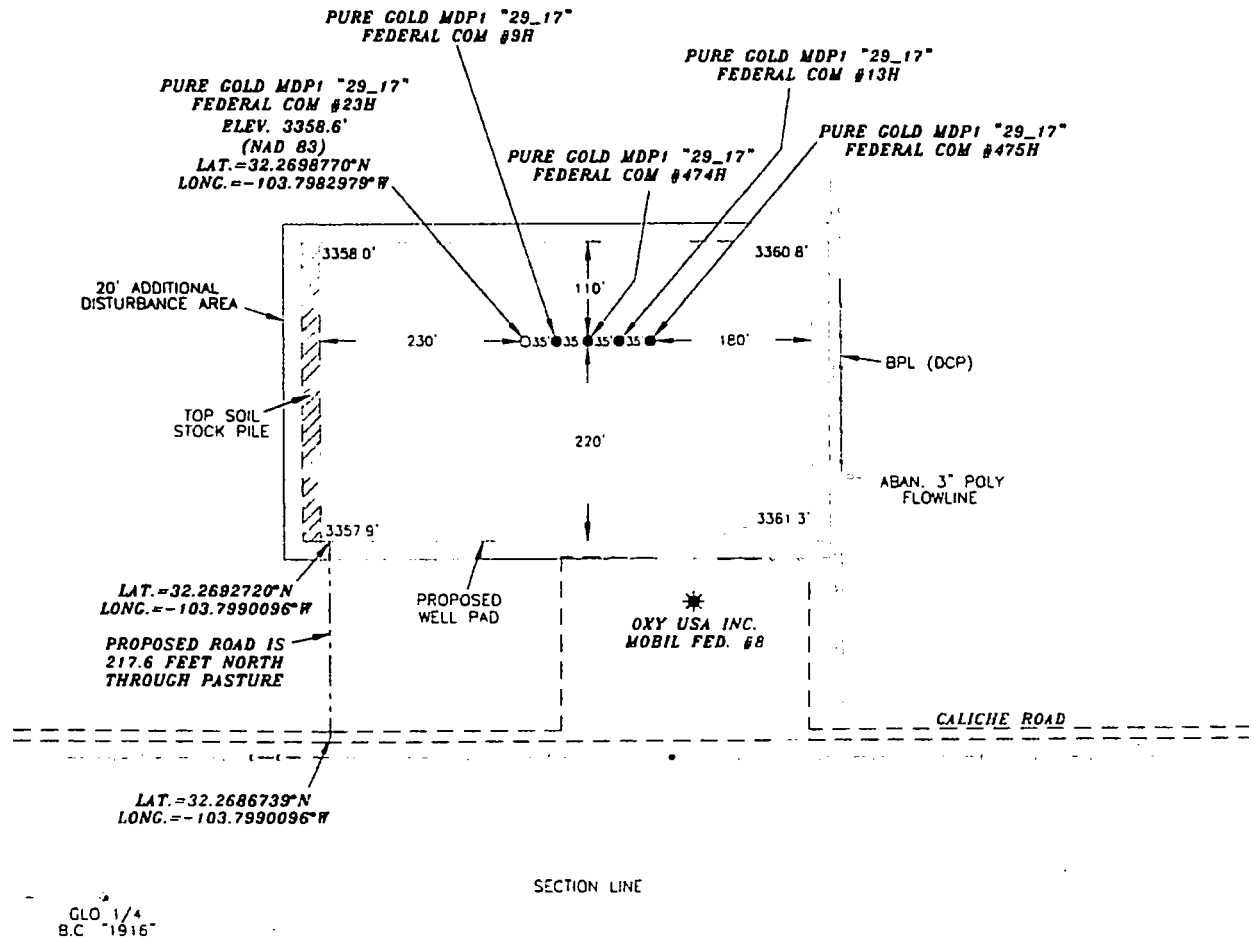 PURE GOLD MDP1 "29_17"
FEDERAL COM #9H
PURE GOLD MDP1 "29_17"
FEDERAL COM #13H
PURE GOLD MDP1 "29_17"
FEDERAL COM #23H
ELEV. 3358.6'
(NAD 83)
LAT.=32.2698770°N
LONG.=-103.7982979°W
PURE GOLD MDP1 "29_17"
FEDERAL COM #475H
PURE GOLD MDP1 "29_17"
FEDERAL COM #474H
3358 0'
3360 8'
20' ADDITIONAL
DISTURBANCE AREA
110'
230'
35'
35
35'
35'
180'
BPL (DCP)
TOP SOIL
STOCK PILE
220'
ABAN. 3" POLY
FLOWLINE
3357 9'
3361 3'
LAT.=32.2692720°N
LONG.=-103.7990096°W
PROPOSED
WELL PAD
OXY USA INC.
MOBIL FED. #8
PROPOSED ROAD IS
217.6 FEET NORTH
THROUGH PASTURE
CALICHE ROAD
LAT.=32.2686739°N
LONG.=-103.7990096°W
SECTION LINE
GLO 1/4
B.C "1916"